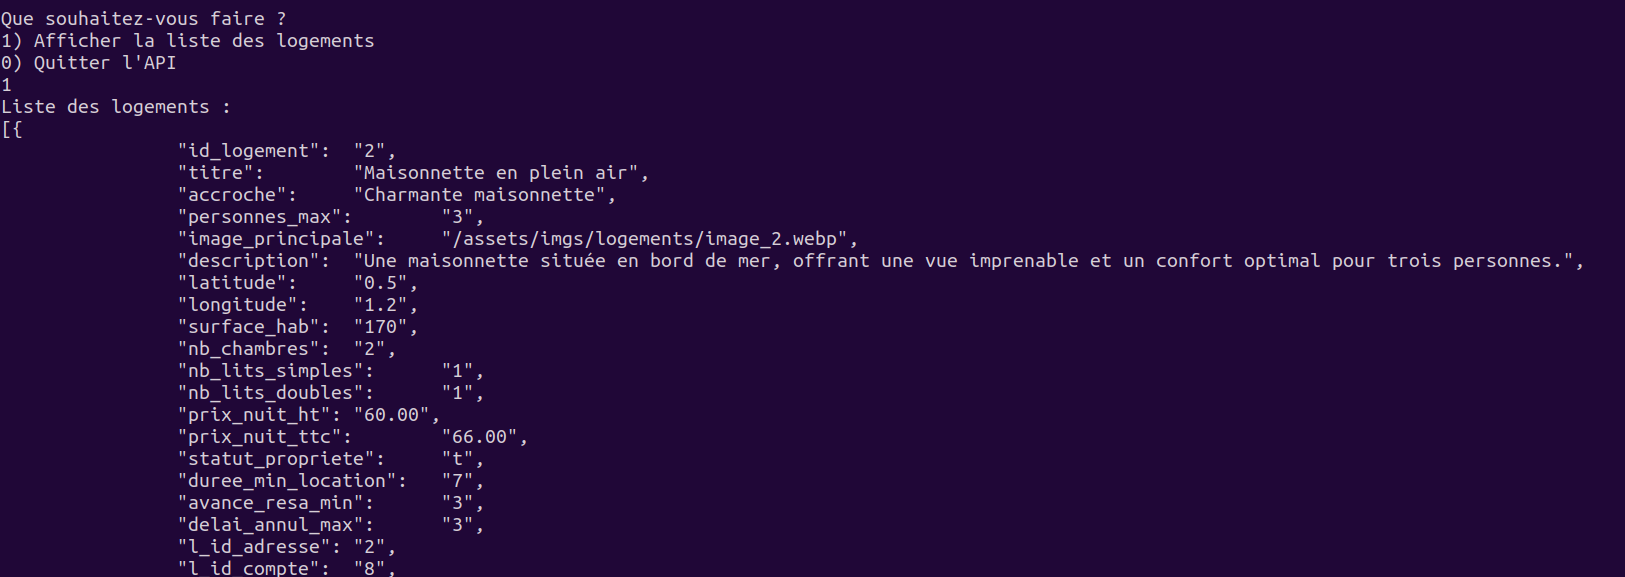 Que souhaitez-vous faire ?
1) Afficher la liste des logements
0) Quitter l'API
1
Liste des logements :
[{
"id_logement": "2",
"titre": "Maisonnette en plein air",
"accroche": "Charmante maisonnette",
"personnes_max": "3",
"image_principale": "/assets/imgs/logements/image_2.webp",
"description": "Une maisonnette située en bord de mer, offrant une vue imprenable et un confort optimal pour trois personnes.",
"latitude": "0.5",
"longitude": "1.2",
"surface_hab": "170",
"nb_chambres": "2",
"nb_lits_simples": "1",
"nb_lits_doubles": "1",
"prix_nuit_ht": "60.00",
"prix_nuit_ttc": "66.00",
"statut_propriete": "t",
"duree_min_location": "7",
"avance_resa_min": "3",
"delai_annul_max": "3",
"l_id_adresse": "2",
"l_id_compte": "8",